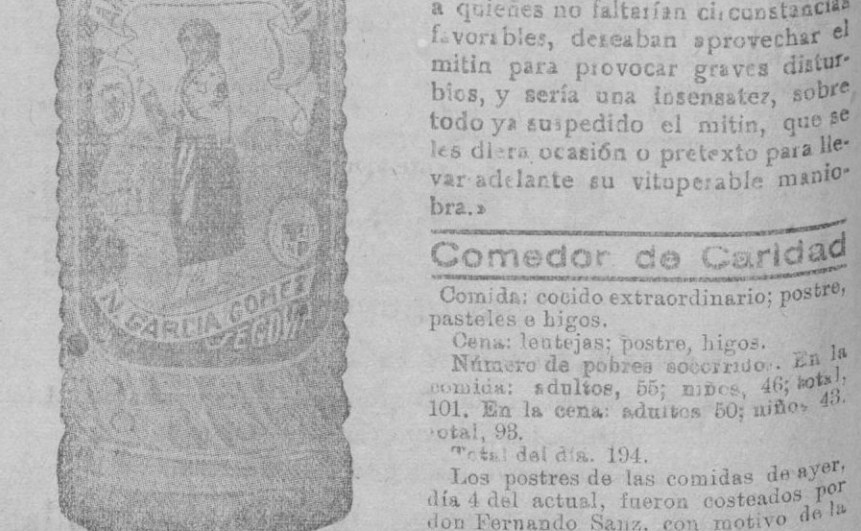 N. GARCIA GOMEZ
SEGOVIA
a quienes no faltarían circunstancias
favorables, deseaban aprovechar el
mitin para provocar graves distur-
bios, y sería una insensatez, sobre
todo ya suspedido el mitin, que se
les diera ocasión o pretexto para lle-
var adelante su vituperable manio-
bra.»
Comedor de Caridad
Comida: cocido extraordinario; postre,
pasteles e higos.
Cena: lentejas; postre, higos.
Número de pobres socorridos. En la
comida: adultos, 55; niños, 46; total,
101. En la cena: adultos 50; niños 43.
total, 93.
Total del día. 194.
Los postres de las comidas de ayer,
día 4 del actual, fueron costeados por
don Fernando Sanz, con motivo de la